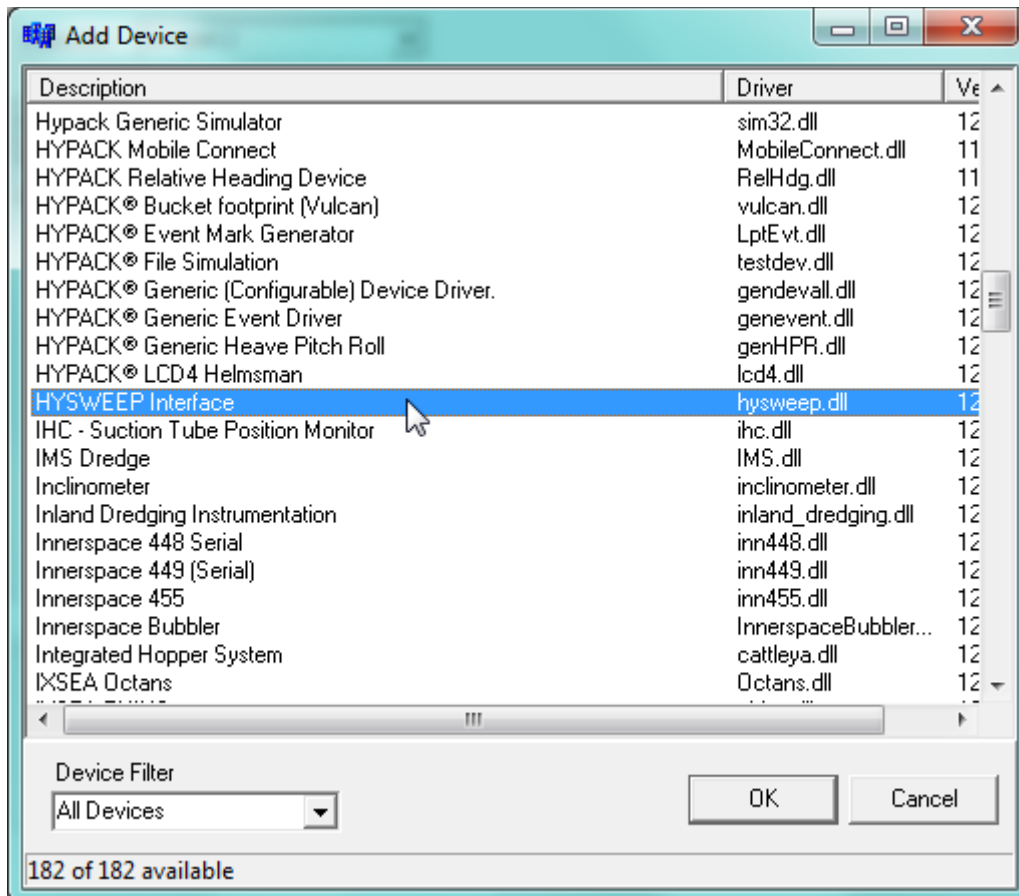 Add Device
Description Driver Ve
Hypack Generic Simulator sim32.dll 12
HYPACK Mobile Connect MobileConnect.dll 11
HYPACK Relative Heading Device RelHdg.dll 11
HYPACK® Bucket footprint (Vulcan) vulcan.dll 12
HYPACK® Event Mark Generator LptEvt.dll 12
HYPACK® File Simulation testdev.dll 12
HYPACK® Generic (Configurable) Device Driver. gendevall.dll 12
HYPACK® Generic Event Driver genevent.dll 12
HYPACK® Generic Heave Pitch Roll genHPR.dll 12
HYPACK® LCD4 Helmsman lcd4.dll 12
HYSWEEP Interface hysweep.dll 12
IHC - Suction Tube Position Monitor ihc.dll 12
IMS Dredge IMS.dll 12
Inclinometer inclinometer.dll 12
Inland Dredging Instrumentation inland_dredging.dll 12
Innerspace 448 Serial inn448.dll 12
Innerspace 449 (Serial) inn449.dll 12
Innerspace 455 inn455.dll 12
Innerspace Bubbler InnerspaceBubbler... 12
Integrated Hopper System cattleya.dll 12
IXSEA Octans Octans.dll 12
Device Filter
All Devices
OK Cancel
182 of 182 available